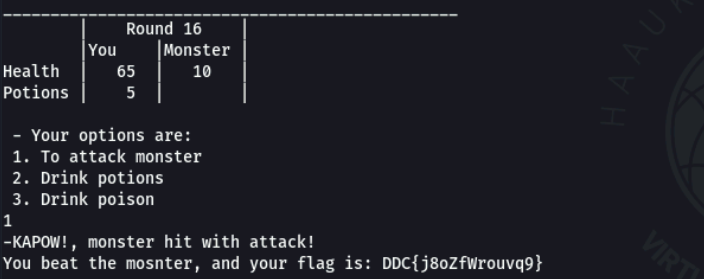 Round 16
You Monster
Health 65 10
Potions 5
- Your options are:
1. To attack monster
2. Drink potions
3. Drink poison
1
-KAPOW!, monster hit with attack!
You beat the mosnter, and your flag is: DDC{j8oZfWrouvq9}
HAAUK
VIRT